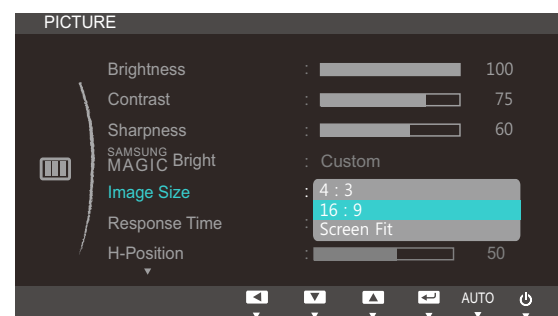 PICTURE
Brightness : 100
Contrast : 75
Sharpness : 60
SAMSUNG
MAGIC Bright : Custom
Image Size : 4 : 3
16 : 9
Response Time : Screen Fit
H-Position : 50
AUTO